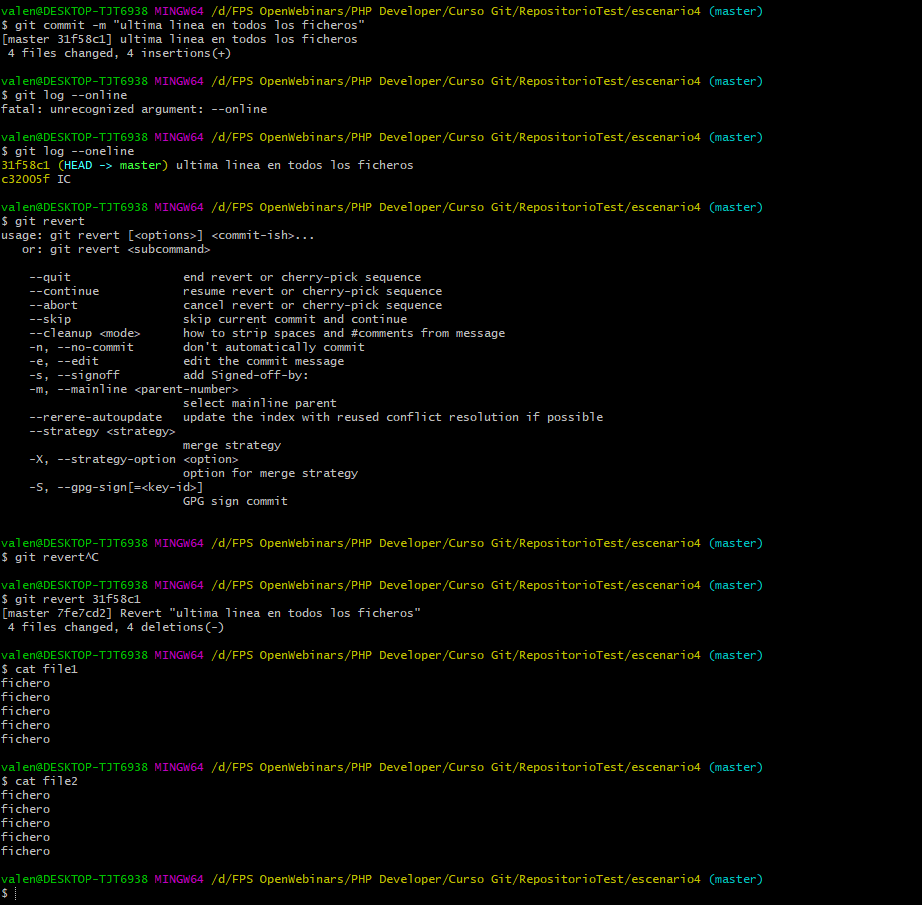 valen@DESKTOP-TJT6938 MINGW64 /d/FPS OpenWebinars/PHP Developer/Curso Git/RepositorioTest/escenario4 (master)
$ git commit -m "ultima linea en todos los ficheros"
[master 31f58c1] ultima linea en todos los ficheros
 4 files changed, 4 insertions(+)

valen@DESKTOP-TJT6938 MINGW64 /d/FPS OpenWebinars/PHP Developer/Curso Git/RepositorioTest/escenario4 (master)
$ git log --online
fatal: unrecognized argument: --online

valen@DESKTOP-TJT6938 MINGW64 /d/FPS OpenWebinars/PHP Developer/Curso Git/RepositorioTest/escenario4 (master)
$ git log --oneline
31f58c1 (HEAD -> master) ultima linea en todos los ficheros
c32005f IC

valen@DESKTOP-TJT6938 MINGW64 /d/FPS OpenWebinars/PHP Developer/Curso Git/RepositorioTest/escenario4 (master)
$ git revert
usage: git revert [<options>] <commit-ish>...
   or: git revert <subcommand>

    --quit                end revert or cherry-pick sequence
    --continue            resume revert or cherry-pick sequence
    --abort               cancel revert or cherry-pick sequence
    --skip                skip current commit and continue
    --cleanup <mode>      how to strip spaces and #comments from message
    -n, --no-commit       don't automatically commit
    -e, --edit            edit the commit message
    -s, --signoff         add Signed-off-by:
    -m, --mainline <parent-number>
                          select mainline parent
    --rerere-autoupdate   update the index with reused conflict resolution if possible
    --strategy <strategy>
                          merge strategy
    -X, --strategy-option <option>
                          option for merge strategy
    -S, --gpg-sign[=<key-id>]
                          GPG sign commit

valen@DESKTOP-TJT6938 MINGW64 /d/FPS OpenWebinars/PHP Developer/Curso Git/RepositorioTest/escenario4 (master)
$ git revert^C

valen@DESKTOP-TJT6938 MINGW64 /d/FPS OpenWebinars/PHP Developer/Curso Git/RepositorioTest/escenario4 (master)
$ git revert 31f58c1
[master 7fe7cd2] Revert "ultima linea en todos los ficheros"
 4 files changed, 4 deletions(-)

valen@DESKTOP-TJT6938 MINGW64 /d/FPS OpenWebinars/PHP Developer/Curso Git/RepositorioTest/escenario4 (master)
$ cat file1
fichero
fichero
fichero
fichero
fichero

valen@DESKTOP-TJT6938 MINGW64 /d/FPS OpenWebinars/PHP Developer/Curso Git/RepositorioTest/escenario4 (master)
$ cat file2
fichero
fichero
fichero
fichero
fichero

valen@DESKTOP-TJT6938 MINGW64 /d/FPS OpenWebinars/PHP Developer/Curso Git/RepositorioTest/escenario4 (master)
$